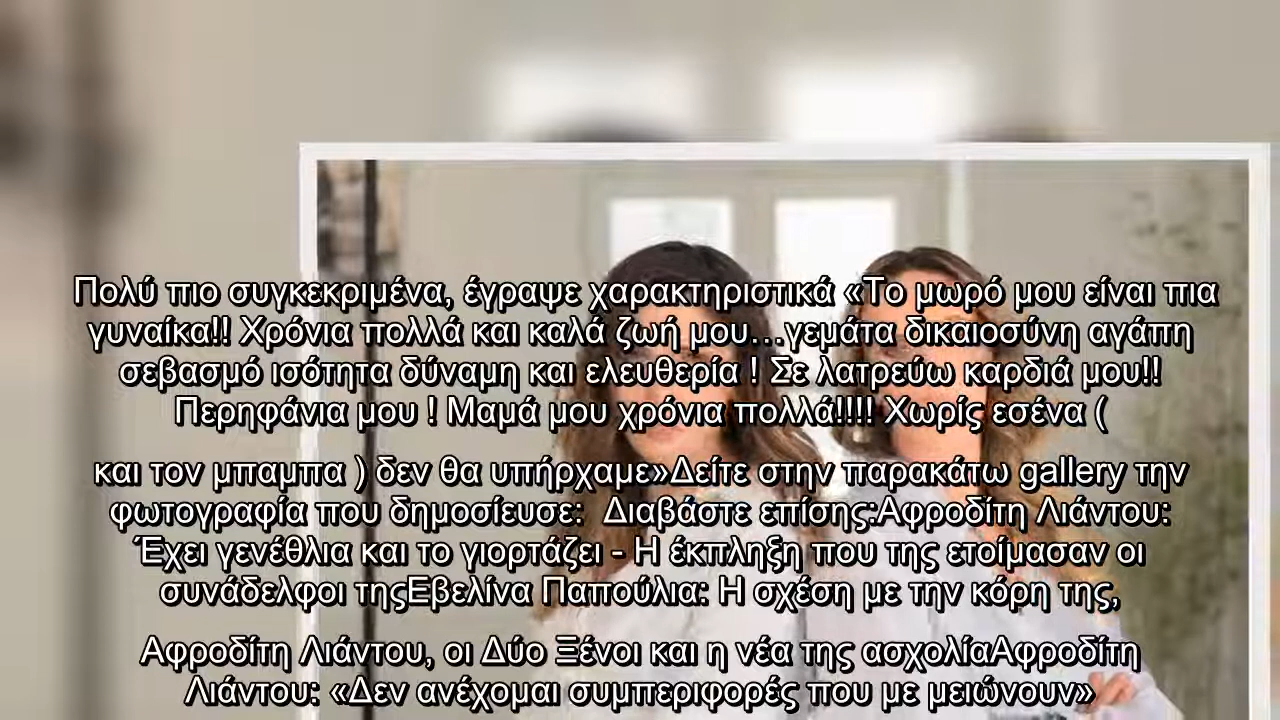 Πολύ πιο συγκεκριμένα, έγραψε χαρακτηριστικά «Το μωρό μου είναι πια
γυναίκα!! Χρόνια πολλά και καλά ζωή μου…γεμάτα δικαιοσύνη αγάπη
σεβασμό ισότητα δύναμη και ελευθερία ! Σε λατρεύω καρδιά μου!!
Περηφάνια μου ! Μαμά μου χρόνια πολλά!!!! Χωρίς εσένα (
και τον μπαμπα ) δεν θα υπήρχαμε»Δείτε στην παρακάτω gallery την
φωτογραφία που δημοσίευσε:  Διαβάστε επίσης:Αφροδίτη Λιάντου:
Έχει γενέθλια και το γιορτάζει - Η έκπληξη που της ετοίμασαν οι
συνάδελφοι τηςΕβελίνα Παπούλια: Η σχέση με την κόρη της,
Αφροδίτη Λιάντου, οι Δύο Ξένοι και η νέα της ασχολίαΑφροδίτη
Λιάντου: «Δεν ανέχομαι συμπεριφορές που με μειώνουν»